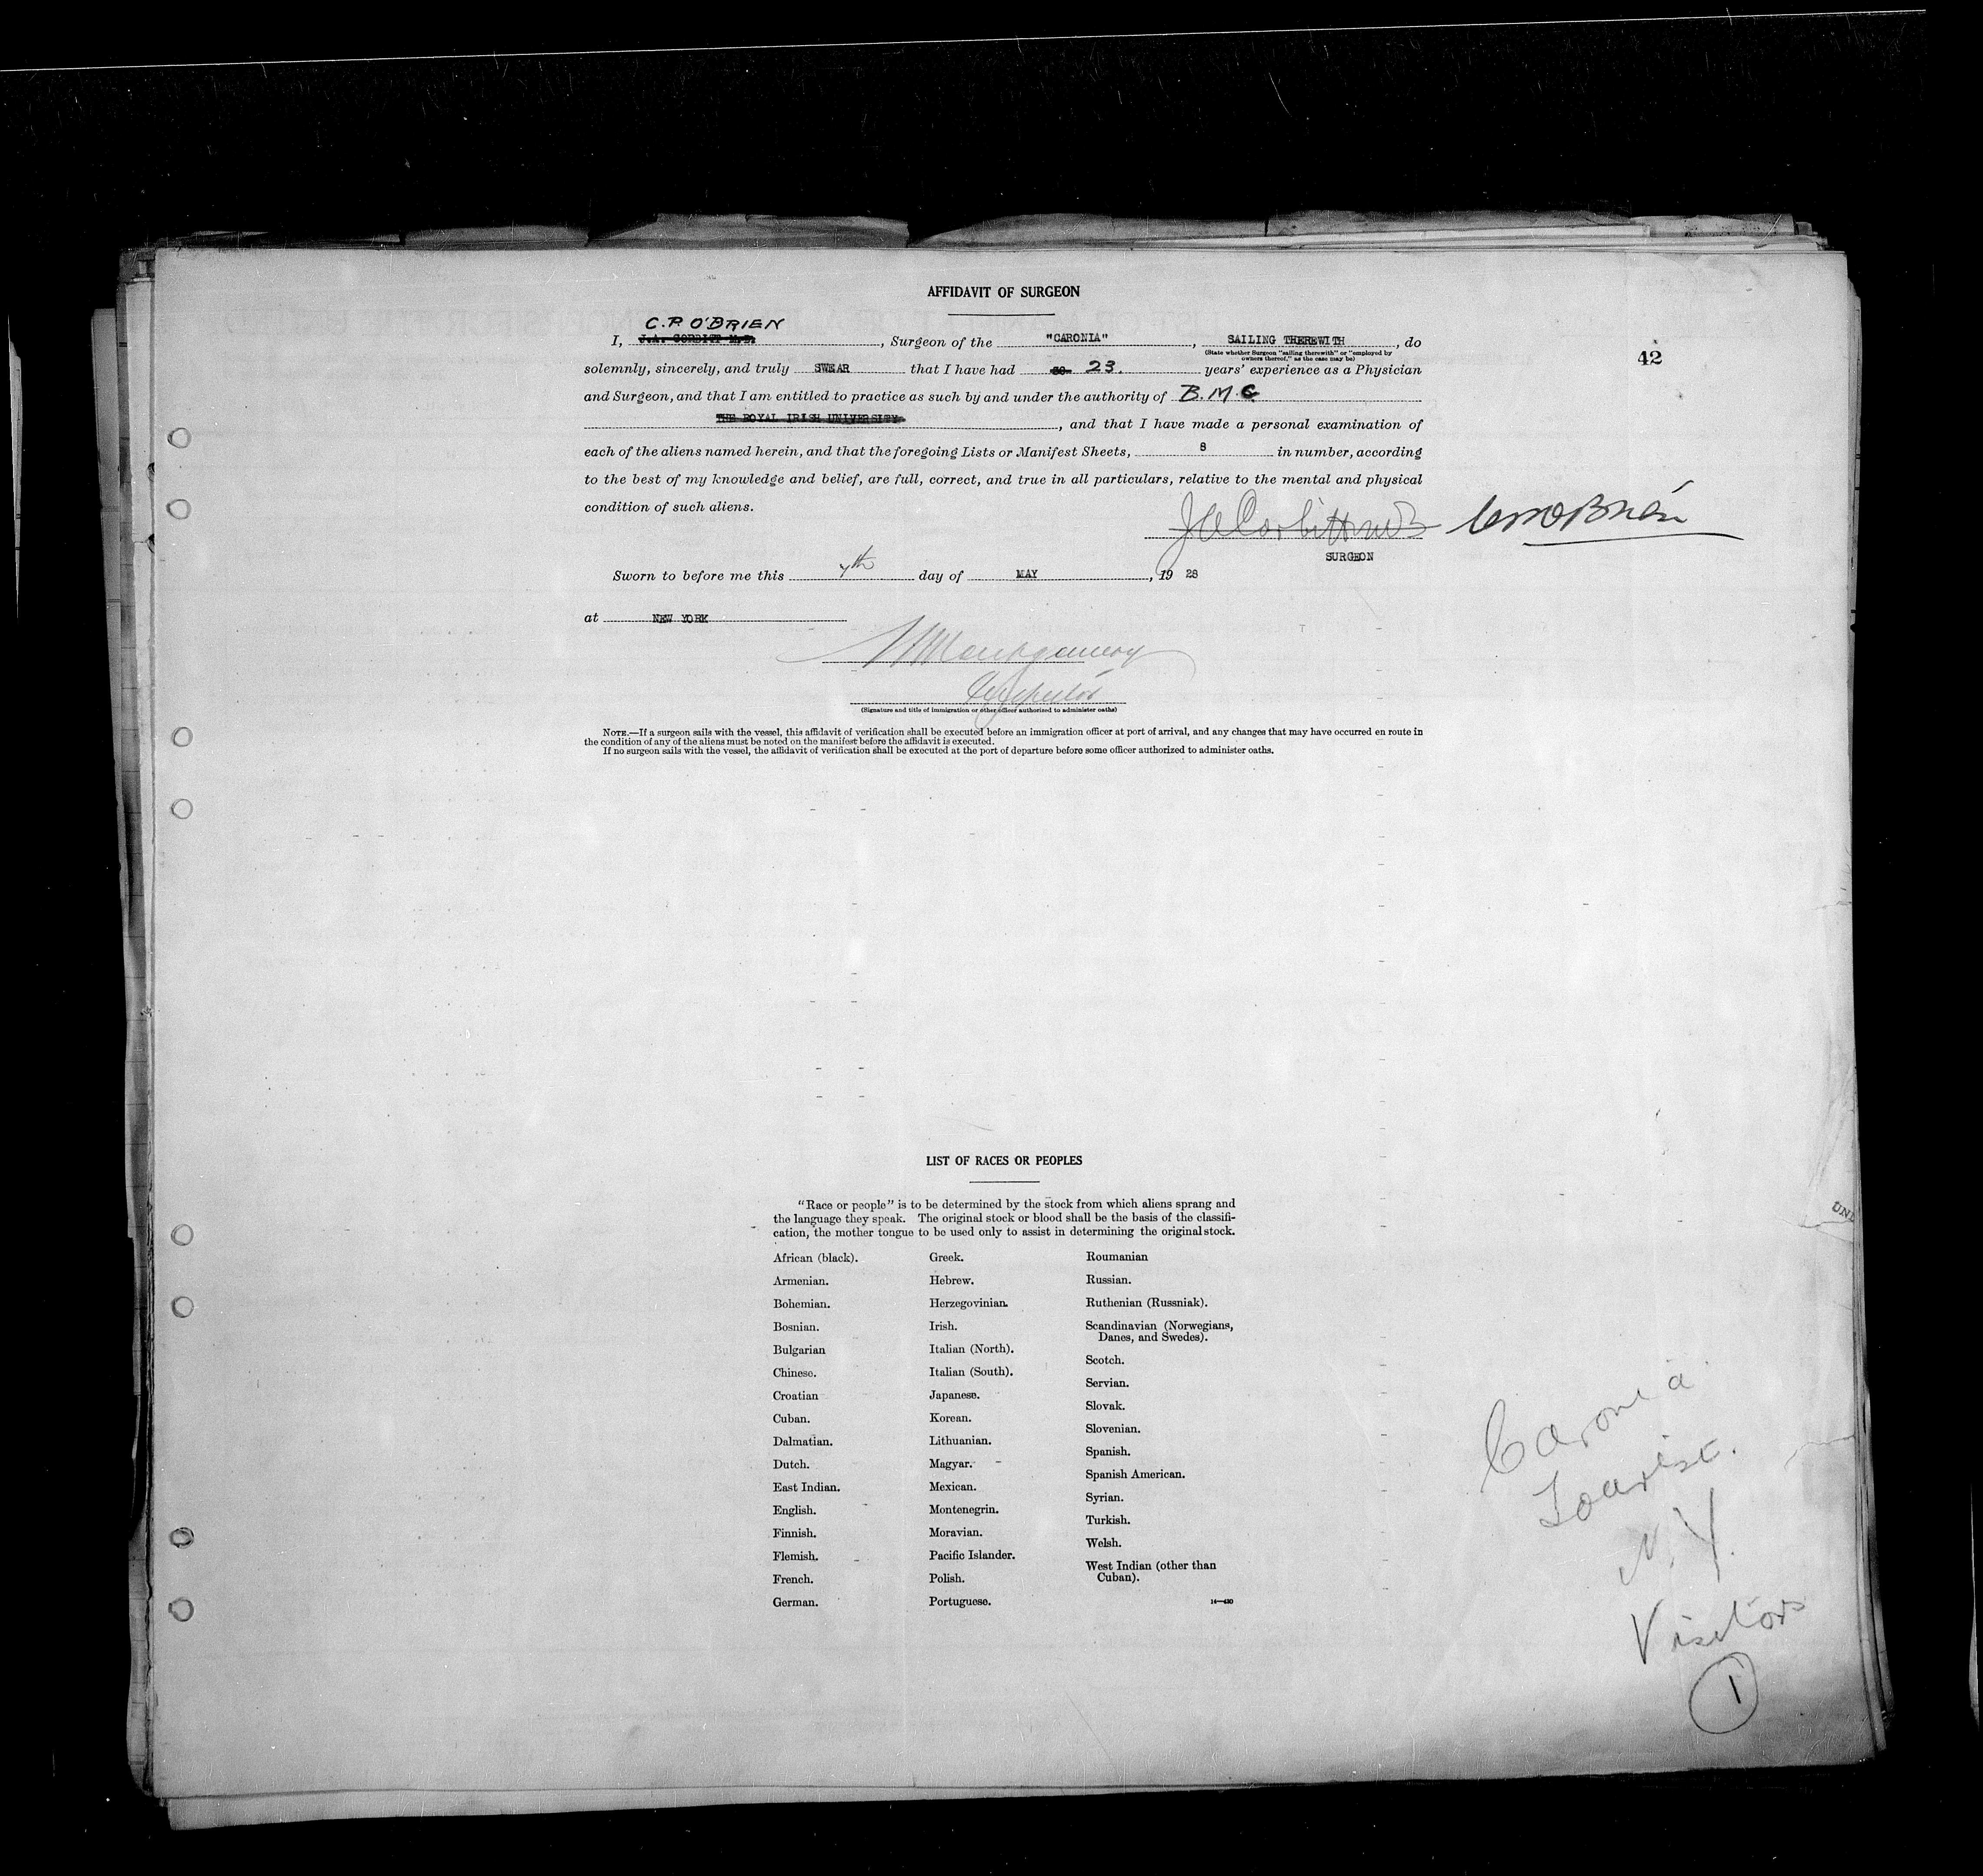 AFFIDAVIT OF SURGEON
42
C. P. O'BRIEN
I, J.A. CORBITT M.D. , Surgeon of the "CARONIA" , SAILING THEREWITH , do
(State whether Surgeon "sailing therewith" or "employed by
owners thereof," as the case may be)
solemnly, sincerely, and truly SWEAR that I have had 30 23. years' experience as a Physician
and Surgeon, and that I am entitled to practice as such by and under the authority of B.M.C
THE ROYAL IRISH UNIVERSITY , and that I have made a personal examination of
each of the aliens named herein, and that the foregoing Lists or Manifest Sheets, 8 in number, according
to the best of my knowledge and belief, are full, correct, and true in all particulars, relative to the mental and physical
condition of such aliens.
J A Corbitt O'Brien
SURGEON
Sworn to before me this 7th day of MAY , 19 28
at NEW YORK
Montgomery
Inspector
(Signature and title of immigration or other officer authorized to administer oaths)
NOTE.—If a surgeon sails with the vessel, this affidavit of verification shall be executed before an immigration officer at port of arrival, and any changes that may have occurred en route in
the condition of any of the aliens must be noted on the manifest before the affidavit is executed.
If no surgeon sails with the vessel, the affidavit of verification shall be executed at the port of departure before some officer authorized to administer oaths.
LIST OF RACES OR PEOPLES
"Race or people" is to be determined by the stock from which aliens sprang and
the language they speak. The original stock or blood shall be the basis of the classifi-
cation, the mother tongue to be used only to assist in determining the original stock.
African (black).
Armenian.
Bohemian.
Bosnian.
Bulgarian
Chinese.
Croatian
Cuban.
Dalmatian.
Dutch.
East Indian.
English.
Finnish.
Flemish.
French.
German.
Greek.
Hebrew.
Herzegovinian.
Irish.
Italian (North).
Italian (South).
Japanese.
Korean.
Lithuanian.
Magyar.
Mexican.
Montenegrin.
Moravian.
Pacific Islander.
Polish.
Portuguese.
Roumanian
Russian.
Ruthenian (Russniak).
Scandinavian (Norwegians,
Danes, and Swedes).
Scotch.
Servian.
Slovak.
Slovenian.
Spanish.
Spanish American.
Syrian.
Turkish.
Welsh.
West Indian (other than
Cuban).
14—430
Caronia
Tourist.
N. Y.
Visitors
1